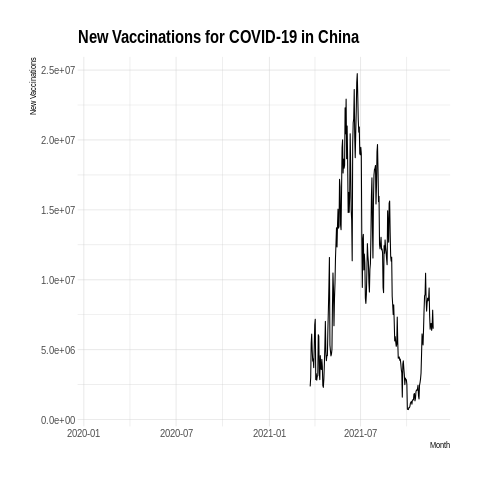 New Vaccinations for COVID-19 in China
New Vaccinations
2.5e+07
2.0e+07
1.5e+07
1.0e+07
5.0e+06
0.0e+00
2020-01 2020-07 2021-01 2021-07
Month